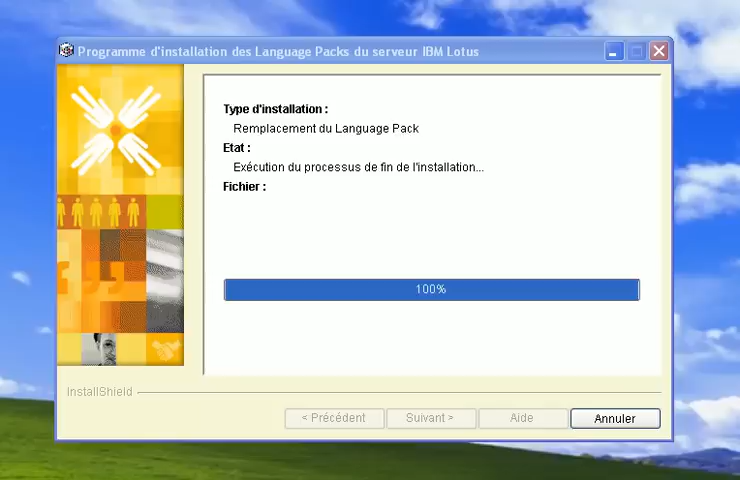 Programme d'installation des Language Packs du serveur IBM Lotus
Type d'installation :
Remplacement du Language Pack
Etat :
Exécution du processus de fin de l'installation...
Fichier :
100%
InstallShield
< Précédent
Suivant >
Aide
Annuler